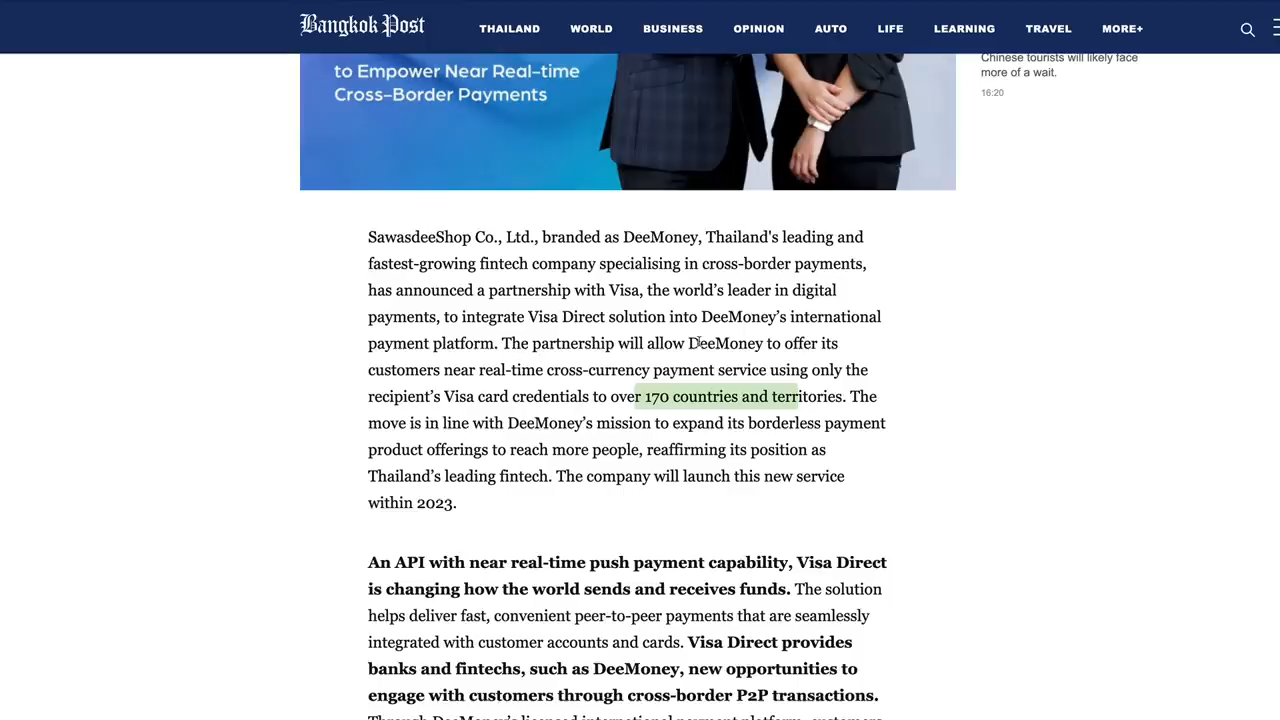 Bangkok Post
THAILAND WORLD BUSINESS OPINION AUTO LIFE LEARNING TRAVEL MORE+
to Empower Near Real-time
Cross-Border Payments
Chinese tourists will likely face
more of a wait.
16:20
SawasdeeShop Co., Ltd., branded as DeeMoney, Thailand's leading and
fastest-growing fintech company specialising in cross-border payments,
has announced a partnership with Visa, the world’s leader in digital
payments, to integrate Visa Direct solution into DeeMoney’s international
payment platform. The partnership will allow DeeMoney to offer its
customers near real-time cross-currency payment service using only the
recipient’s Visa card credentials to over 170 countries and territories. The
move is in line with DeeMoney’s mission to expand its borderless payment
product offerings to reach more people, reaffirming its position as
Thailand’s leading fintech. The company will launch this new service
within 2023.
An API with near real-time push payment capability, Visa Direct
is changing how the world sends and receives funds. The solution
helps deliver fast, convenient peer-to-peer payments that are seamlessly
integrated with customer accounts and cards. Visa Direct provides
banks and fintechs, such as DeeMoney, new opportunities to
engage with customers through cross-border P2P transactions.
Through DeeMoney’s licensed international payment platform, customers